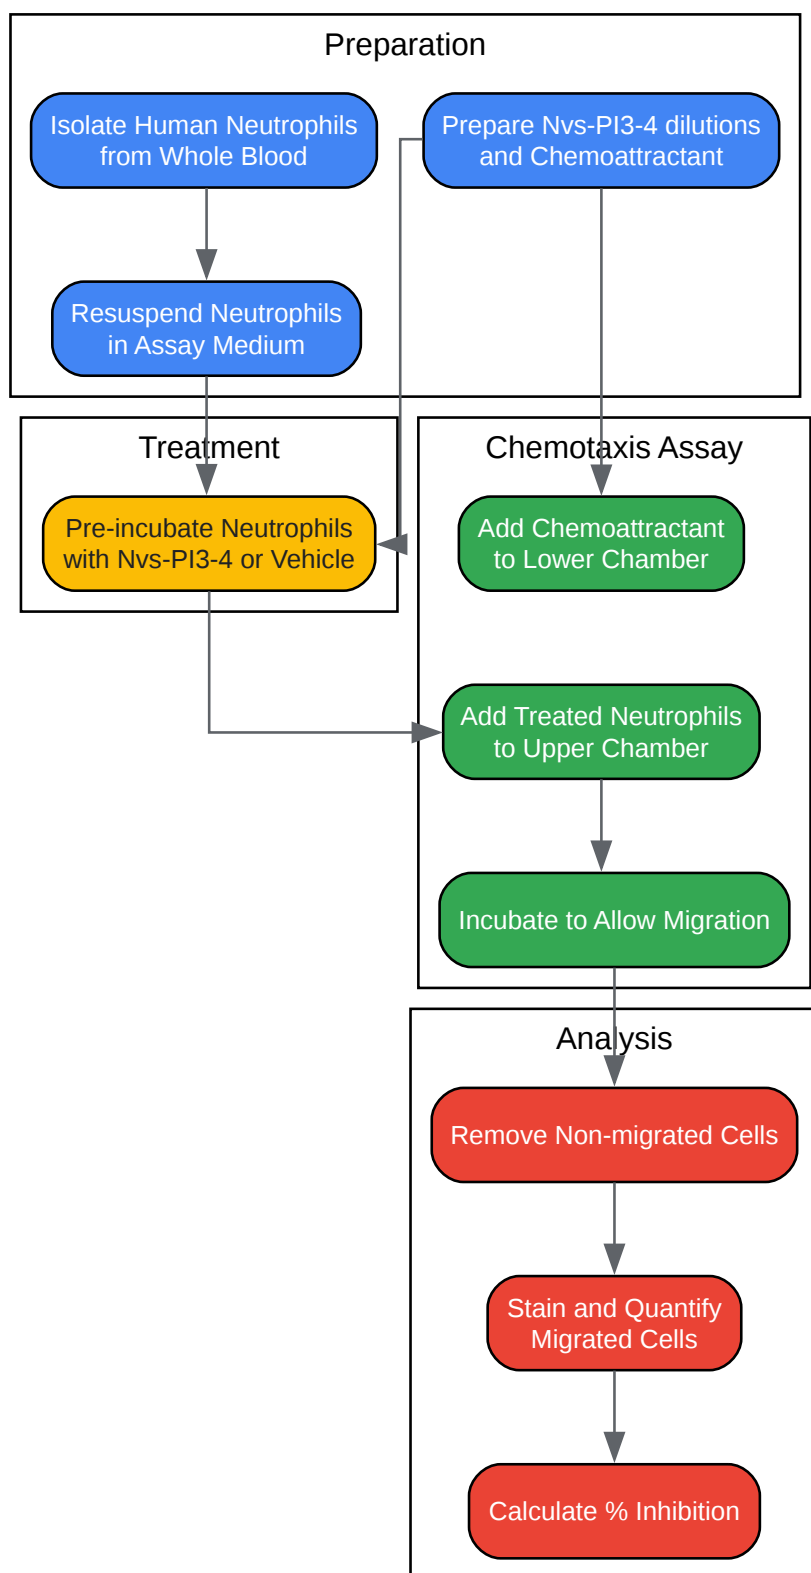 Preparation
Isolate Human Neutrophils
from Whole Blood
Prepare Nvs-PI3-4 dilutions
and Chemoattractant
Resuspend Neutrophils
in Assay Medium
Treatment
Pre-incubate Neutrophils
with Nvs-PI3-4 or Vehicle
Chemotaxis Assay
Add Chemoattractant
to Lower Chamber
Add Treated Neutrophils
to Upper Chamber
Incubate to Allow Migration
Analysis
Remove Non-migrated Cells
Stain and Quantify
Migrated Cells
Calculate % Inhibition